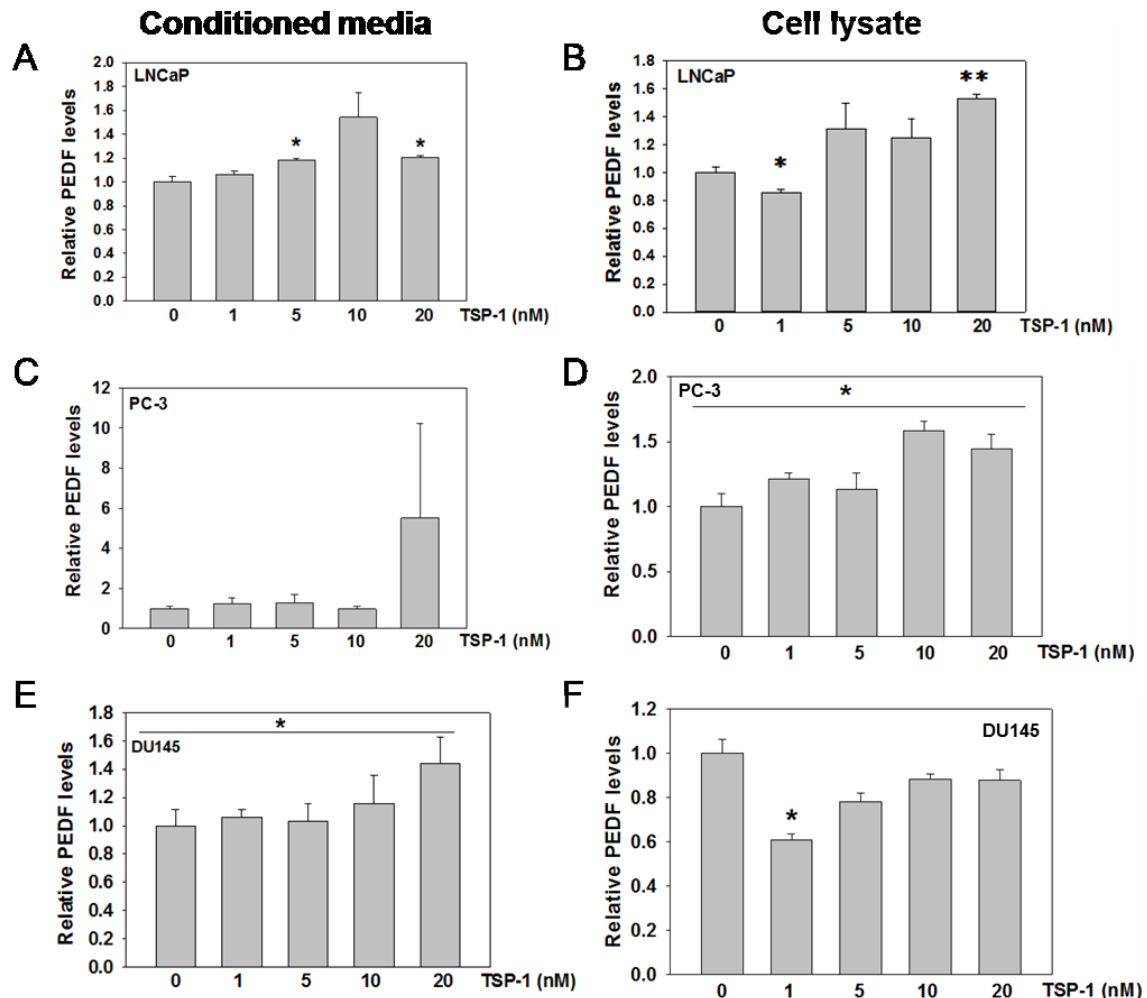 Conditioned media
Cell lysate
A
LNCaP
Relative PEDF levels
2.0
1.8
1.6
1.4
1.2
1.0
0.8
0.6
0.4
0.2
0.0
*
*
0 1 5 10 20 TSP-1 (nM)
B
LNCaP
Relative PEDF levels
1.8
1.6
1.4
1.2
1.0
0.8
0.6
0.4
0.2
0.0
*
**
0 1 5 10 20 TSP-1 (nM)
C
PC-3
Relative PEDF levels
12
10
8
6
4
2
0
0 1 5 10 20 TSP-1 (nM)
D
PC-3
*
Relative PEDF levels
2.0
1.5
1.0
0.5
0.0
0 1 5 10 20 TSP-1 (nM)
E
*
DU145
Relative PEDF levels
1.8
1.6
1.4
1.2
1.0
0.8
0.6
0.4
0.2
0.0
0 1 5 10 20 TSP-1 (nM)
F
DU145
Relative PEDF levels
1.2
1.0
0.8
0.6
0.4
0.2
0.0
*
0 1 5 10 20 TSP-1 (nM)